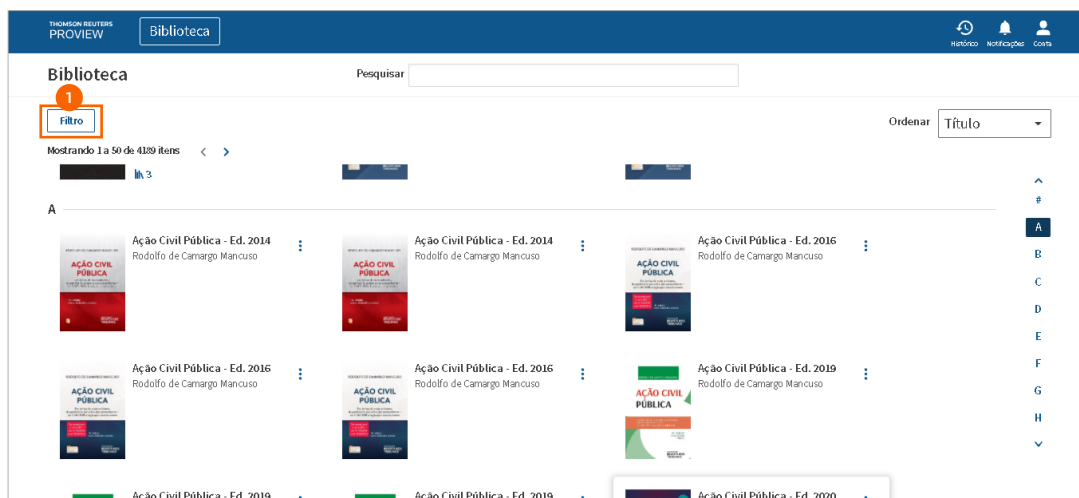 THOMSON REUTERS
PROVIEW
Biblioteca
Histórico Notificações Conta
Biblioteca
Pesquisar
1
Filtro
Ordenar Título
Mostrando 1 a 50 de 4189 itens
3
#
A
A
B
C
D
E
F
G
H
Ação Civil Pública - Ed. 2014
Rodolfo de Camargo Mancuso
AÇÃO CIVIL
PÚBLICA
Ação Civil Pública - Ed. 2014
Rodolfo de Camargo Mancuso
AÇÃO CIVIL
PÚBLICA
Ação Civil Pública - Ed. 2016
Rodolfo de Camargo Mancuso
AÇÃO CIVIL
PÚBLICA
Ação Civil Pública - Ed. 2016
Rodolfo de Camargo Mancuso
AÇÃO CIVIL
PÚBLICA
Ação Civil Pública - Ed. 2016
Rodolfo de Camargo Mancuso
AÇÃO CIVIL
PÚBLICA
Ação Civil Pública - Ed. 2019
Rodolfo de Camargo Mancuso
AÇÃO CIVIL
PÚBLICA
Ação Civil Pública - Ed. 2019
Ação Civil Pública - Ed. 2019
Ação Civil Pública - Ed. 2020